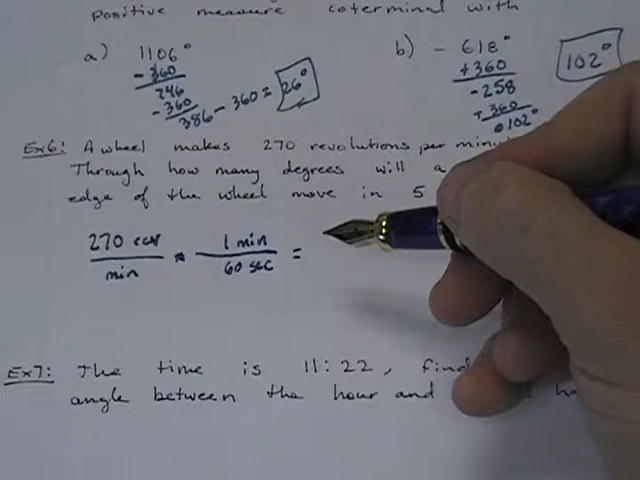 positive measure coterminal with
a) 1106°
- 360
746
- 360
386 - 360 = 26°
b) - 618°
+ 360
- 258
+ 360
102°
102°
Ex6: A wheel makes 270 revolutions per
Through how many degrees will a
edge of the wheel move in 5
270 rev / min × 1 min / 60 sec =
Ex7: The time is 11:22, find
angle between the hour and